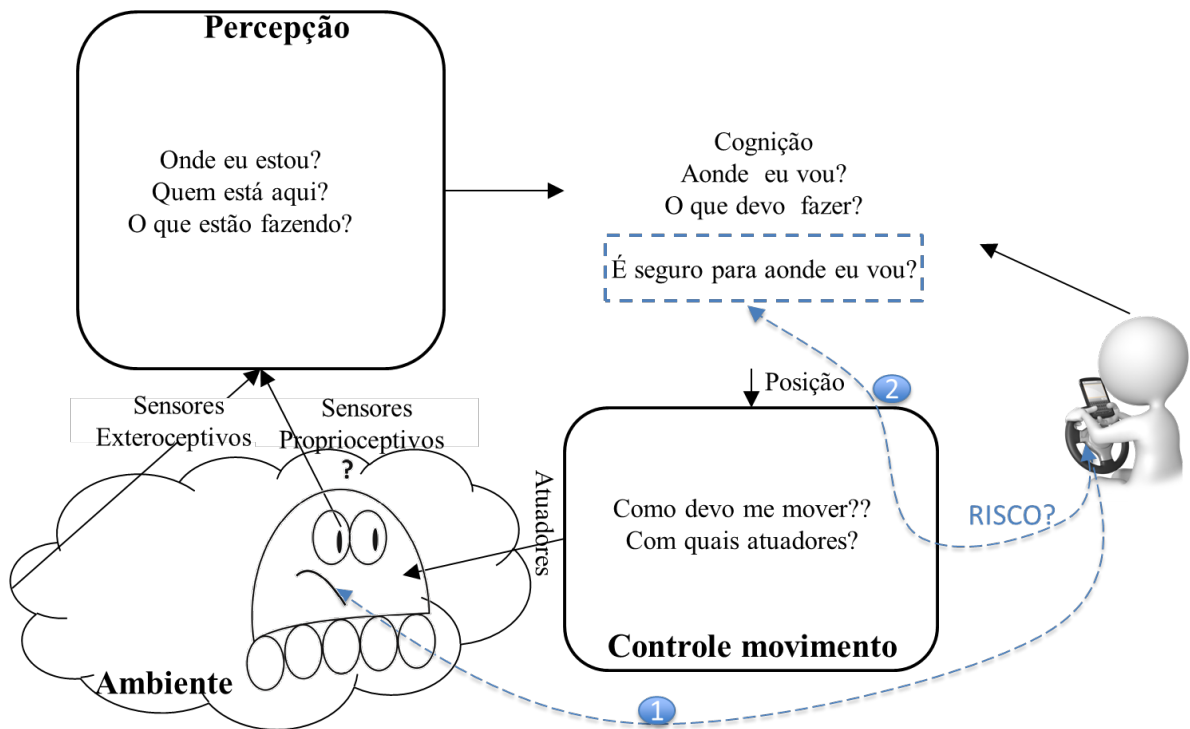 Percepção
Onde eu estou?
Quem está aqui?
O que estão fazendo?
Cognição
Aonde eu vou?
O que devo fazer?
É seguro para aonde eu vou?
Posição
2
Sensores
Exteroceptivos
Sensores
Proprioceptivos
?
Atuadores
Como devo me mover??
Com quais atuadores?
RISCO?
Controle movimento
Ambiente
1